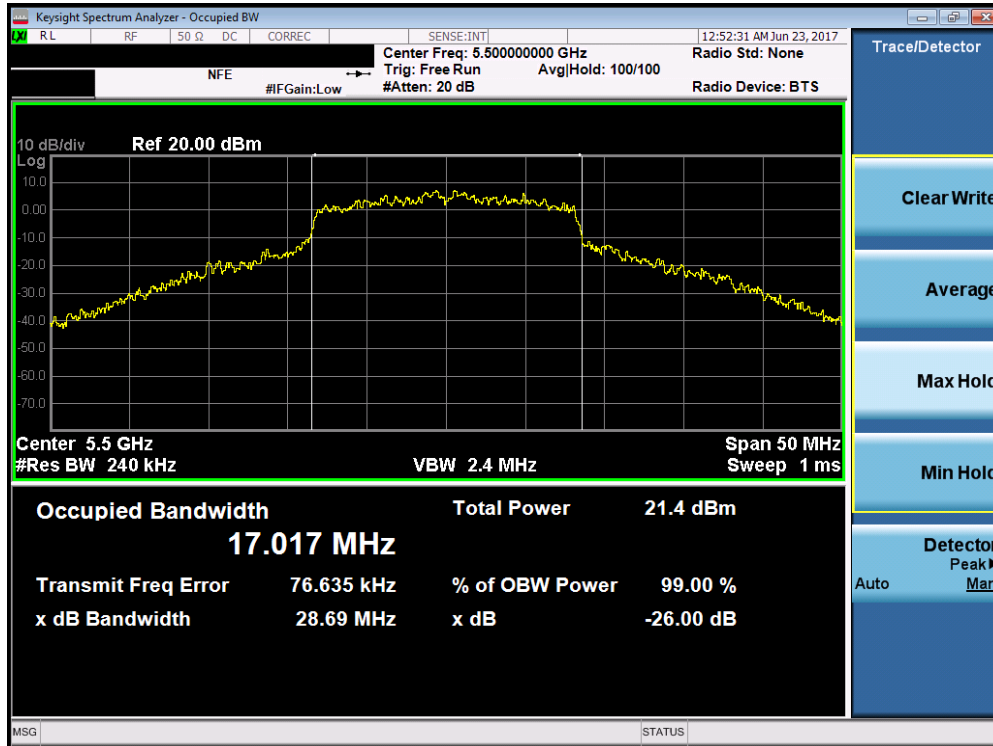 Keysight Spectrum Analyzer - Occupied BW
LXI RL RF 50 Ω DC CORREC SENSE:INT 12:52:31 AM Jun 23, 2017
Center Freq: 5.500000000 GHz Radio Std: None
NFE Trig: Free Run Avg|Hold: 100/100
#IFGain:Low #Atten: 20 dB Radio Device: BTS
10 dB/div Ref 20.00 dBm
Log
10.0
0.00
-10.0
-20.0
-30.0
-40.0
-50.0
-60.0
-70.0
Center 5.5 GHz Span 50 MHz
#Res BW 240 kHz VBW 2.4 MHz Sweep 1 ms
Occupied Bandwidth Total Power 21.4 dBm
17.017 MHz
Transmit Freq Error 76.635 kHz % of OBW Power 99.00 %
x dB Bandwidth 28.69 MHz x dB -26.00 dB
MSG STATUS
Trace/Detector
Clear Write
Average
Max Hold
Min Hold
Detector
Peak
Auto Man